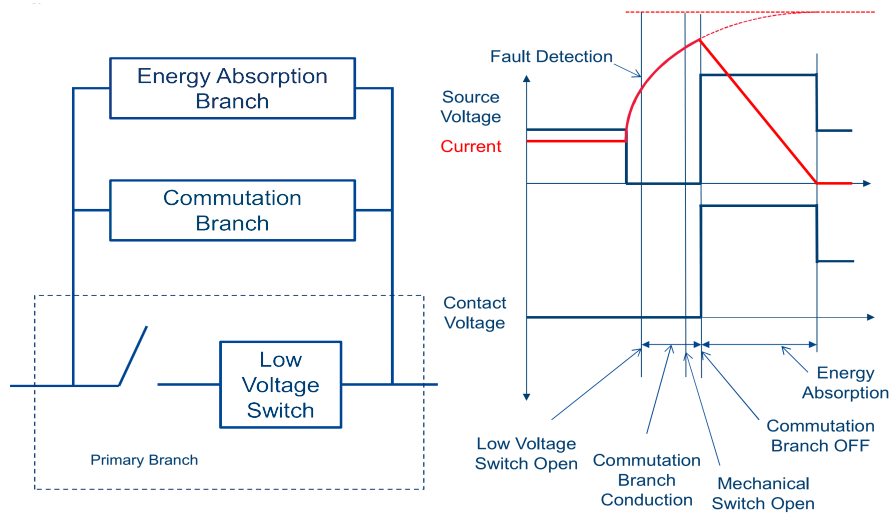 Energy Absorption
Branch
Commutation
Branch
Low
Voltage
Switch
Primary Branch
Fault Detection
Source
Voltage
Current
Contact
Voltage
Energy
Absorption
Commutation
Branch OFF
Low Voltage
Switch Open
Commutation
Branch
Conduction
Mechanical
Switch Open